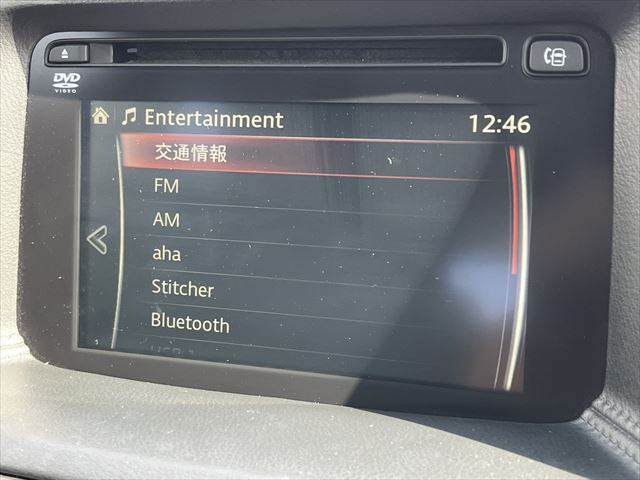 DVD
VIDEO
Entertainment
12:46
交通情報
FM
AM
aha
Stitcher
Bluetooth